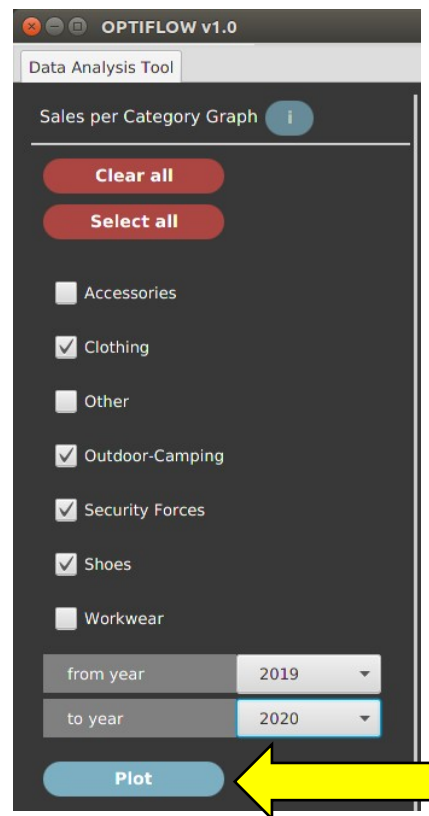 OPTIFLOW v1.0
Data Analysis Tool
Sales per Category Graph i
Clear all
Select all
Accessories
Clothing
Other
Outdoor-Camping
Security Forces
Shoes
Workwear
from year 2019
to year 2020
Plot